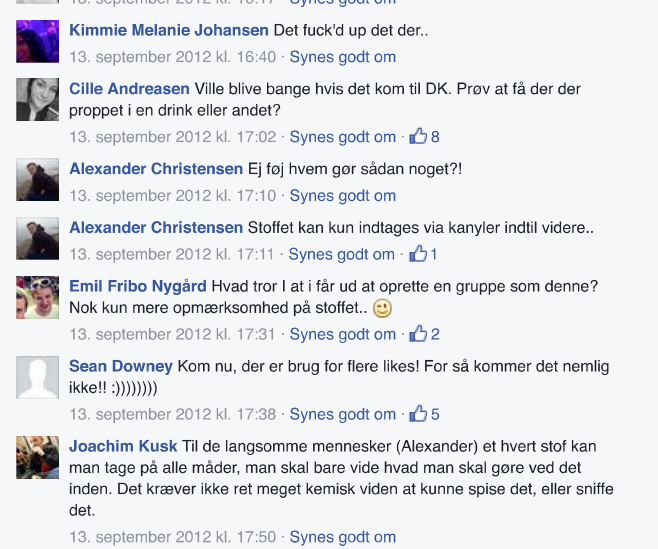 Kimmie Melanie Johansen Det fuck'd up det der..
13. september 2012 kl. 16:40 · Synes godt om
Cille Andreasen Ville blive bange hvis det kom til DK. Prøv at få der der
proppet i en drink eller andet?
13. september 2012 kl. 17:02 · Synes godt om · 8
Alexander Christensen Ej føj hvem gør sådan noget?!
13. september 2012 kl. 17:10 · Synes godt om
Alexander Christensen Stoffet kan kun indtages via kanyler indtil videre..
13. september 2012 kl. 17:11 · Synes godt om · 1
Emil Fribo Nygård Hvad tror I at i får ud at oprette en gruppe som denne?
Nok kun mere opmærksomhed på stoffet..
13. september 2012 kl. 17:31 · Synes godt om · 2
Sean Downey Kom nu, der er brug for flere likes! For så kommer det nemlig
ikke!! :))))))))
13. september 2012 kl. 17:38 · Synes godt om · 5
Joachim Kusk Til de langsomme mennesker (Alexander) et hvert stof kan
man tage på alle måder, man skal bare vide hvad man skal gøre ved det
inden. Det kræver ikke ret meget kemisk viden at kunne spise det, eller sniffe
det.
13. september 2012 kl. 17:50 · Synes godt om